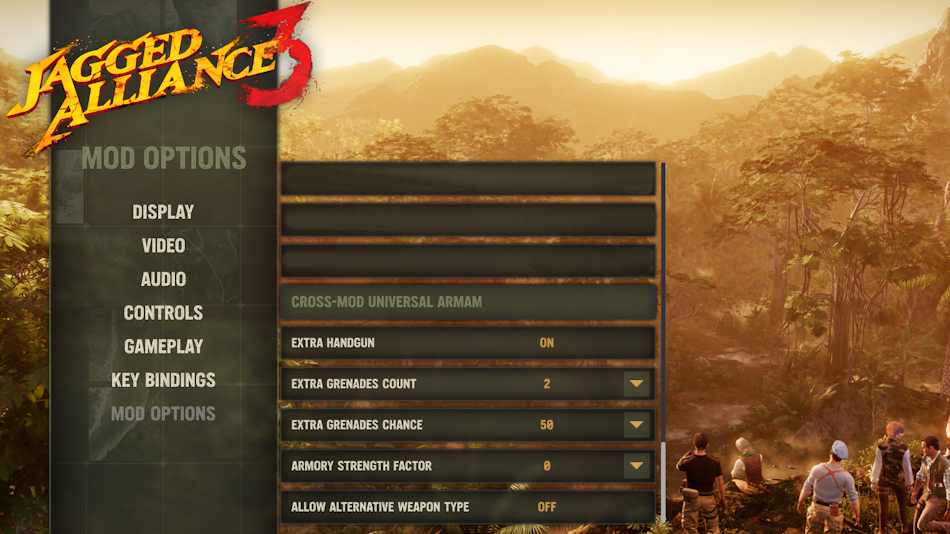 JAGGED
ALLIANCE 3
MOD OPTIONS
DISPLAY
VIDEO
AUDIO
CONTROLS
GAMEPLAY
KEY BINDINGS
MOD OPTIONS
CROSS-MOD UNIVERSAL ARMAM
EXTRA HANDGUN ON
EXTRA GRENADES COUNT 2
EXTRA GRENADES CHANCE 50
ARMORY STRENGTH FACTOR 0
ALLOW ALTERNATIVE WEAPON TYPE OFF